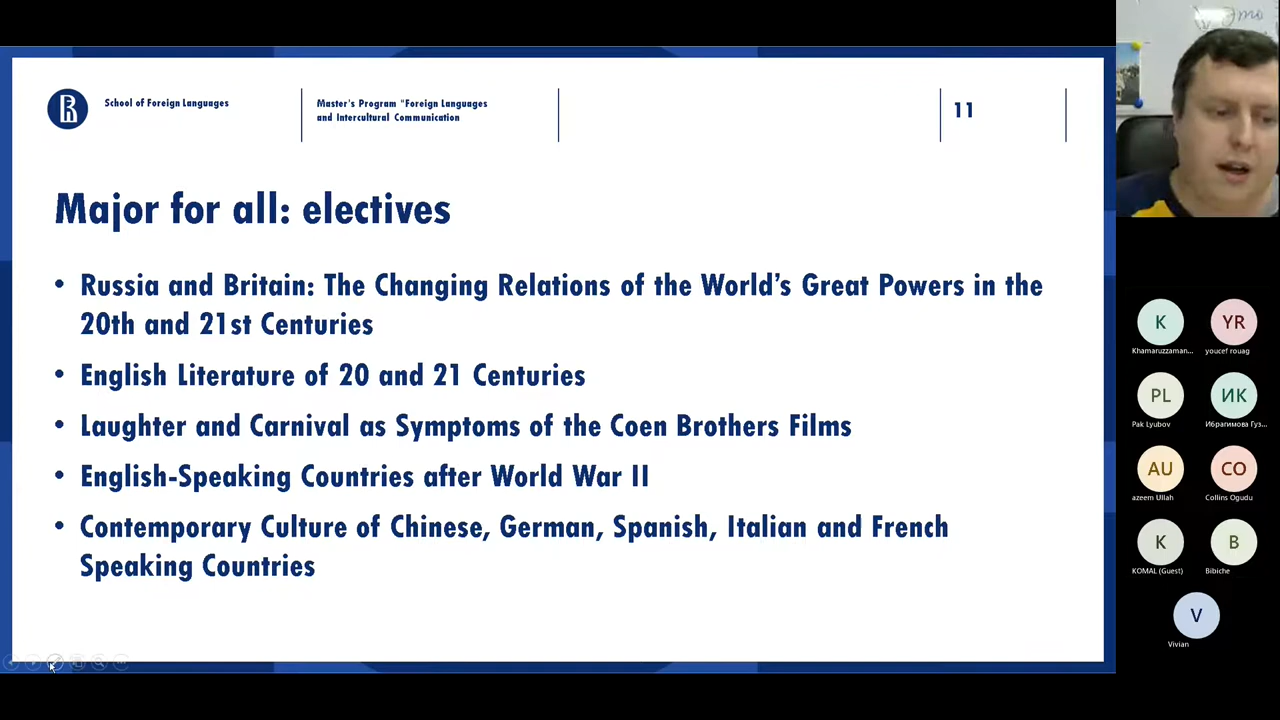 School of Foreign Languages
Master's Program "Foreign Languages
and Intercultural Communication
11
Major for all: electives
• Russia and Britain: The Changing Relations of the World's Great Powers in the
20th and 21st Centuries
• English Literature of 20 and 21 Centuries
• Laughter and Carnival as Symptoms of the Coen Brothers Films
• English-Speaking Countries after World War II
• Contemporary Culture of Chinese, German, Spanish, Italian and French
Speaking Countries
K
Khamaruzzaman...
YR
youcef rouag
PL
Pak Lyubov
ИК
Ибрагимова Гуз...
AU
azeem Ullah
CO
Collins Ogudu
K
KOMAL (Guest)
B
Bibiche
V
Vivian